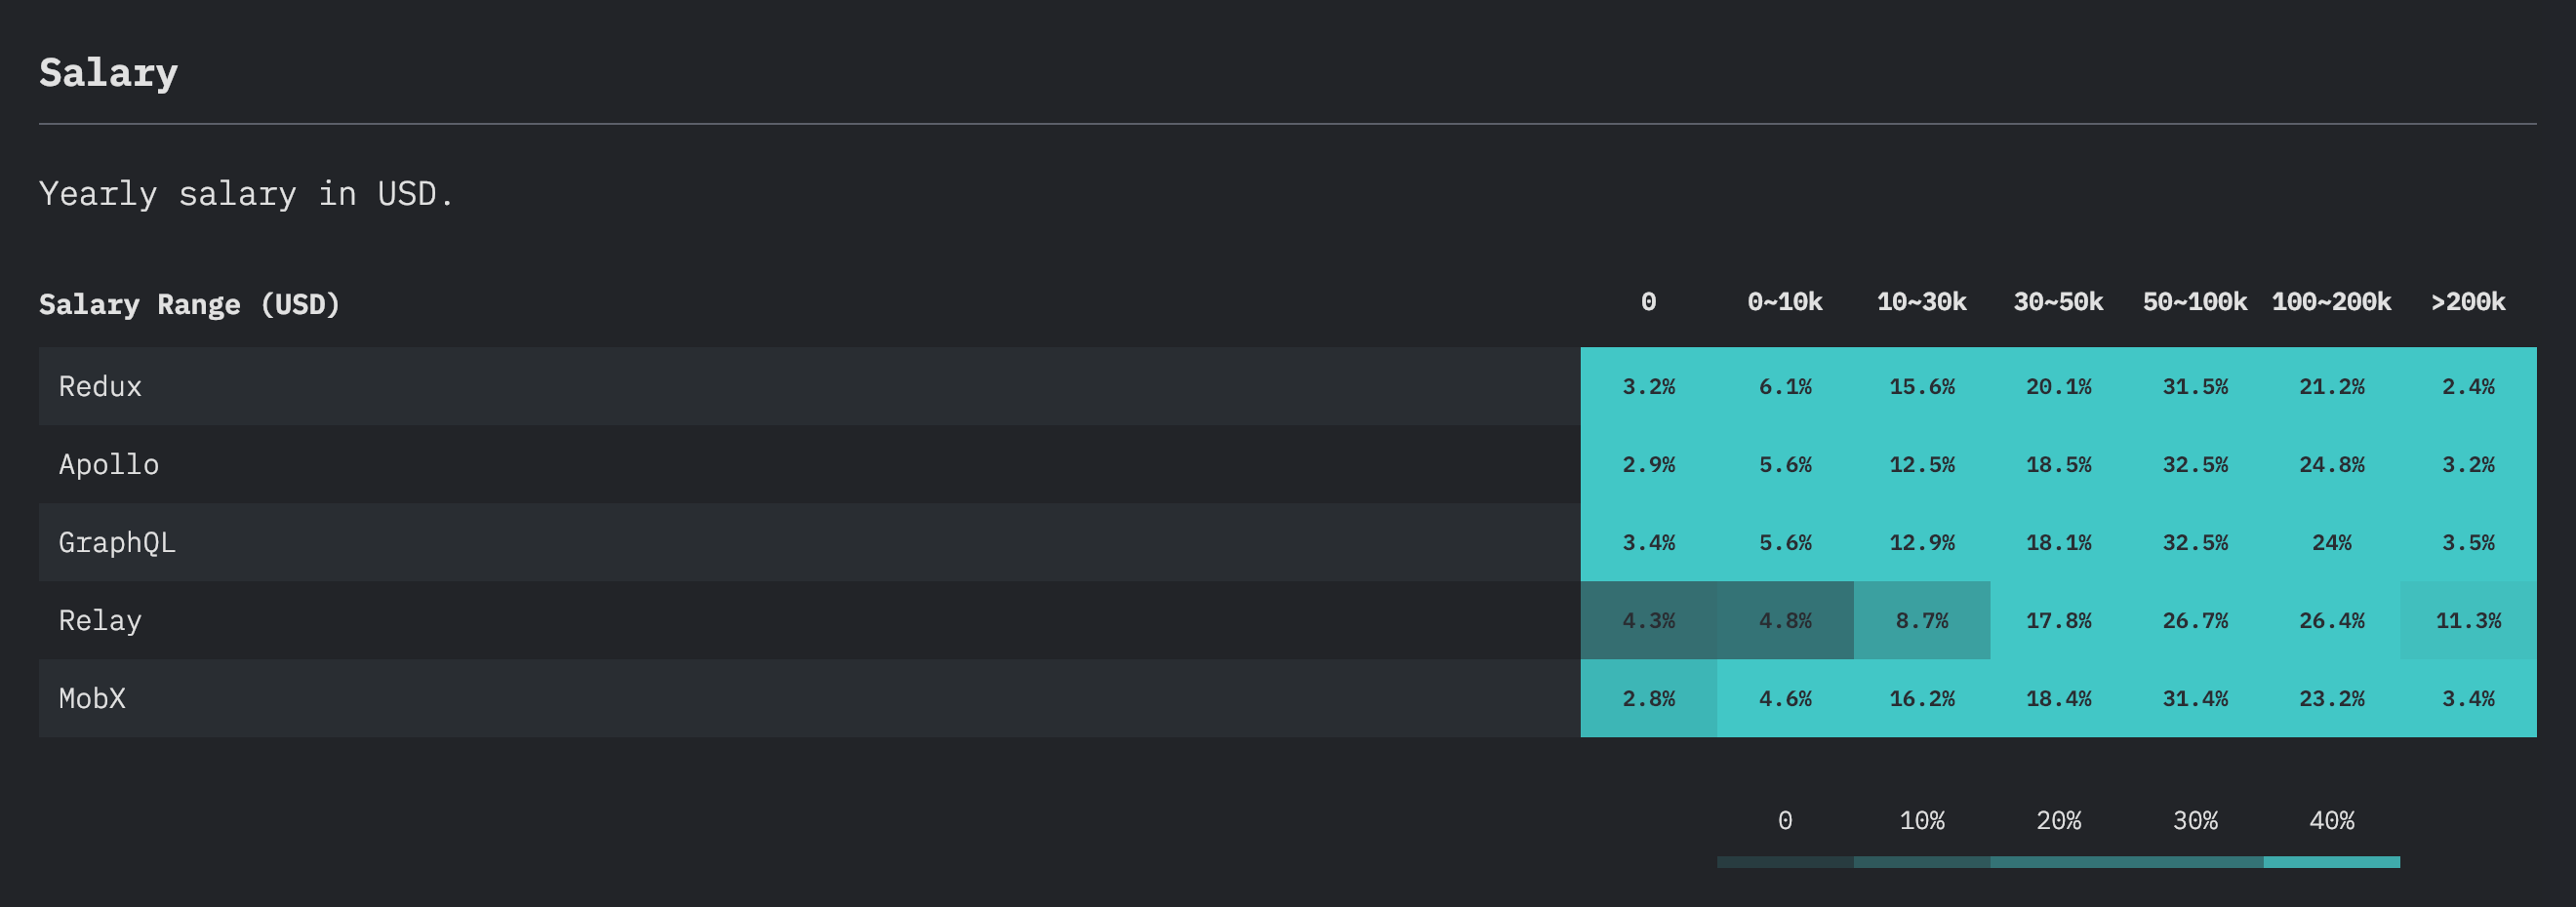 Salary
Yearly salary in USD.
Salary Range (USD) 0 0~10k 10~30k 30~50k 50~100k 100~200k >200k
Redux 3.2% 6.1% 15.6% 20.1% 31.5% 21.2% 2.4%
Apollo 2.9% 5.6% 12.5% 18.5% 32.5% 24.8% 3.2%
GraphQL 3.4% 5.6% 12.9% 18.1% 32.5% 24% 3.5%
Relay 4.3% 4.8% 8.7% 17.8% 26.7% 26.4% 11.3%
MobX 2.8% 4.6% 16.2% 18.4% 31.4% 23.2% 3.4%
0 10% 20% 30% 40%